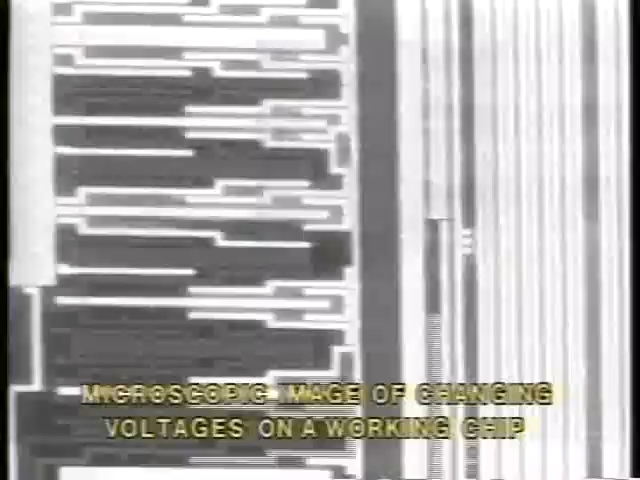 MICROSCOPIC IMAGE OF CHANGING
VOLTAGES ON A WORKING CHIP